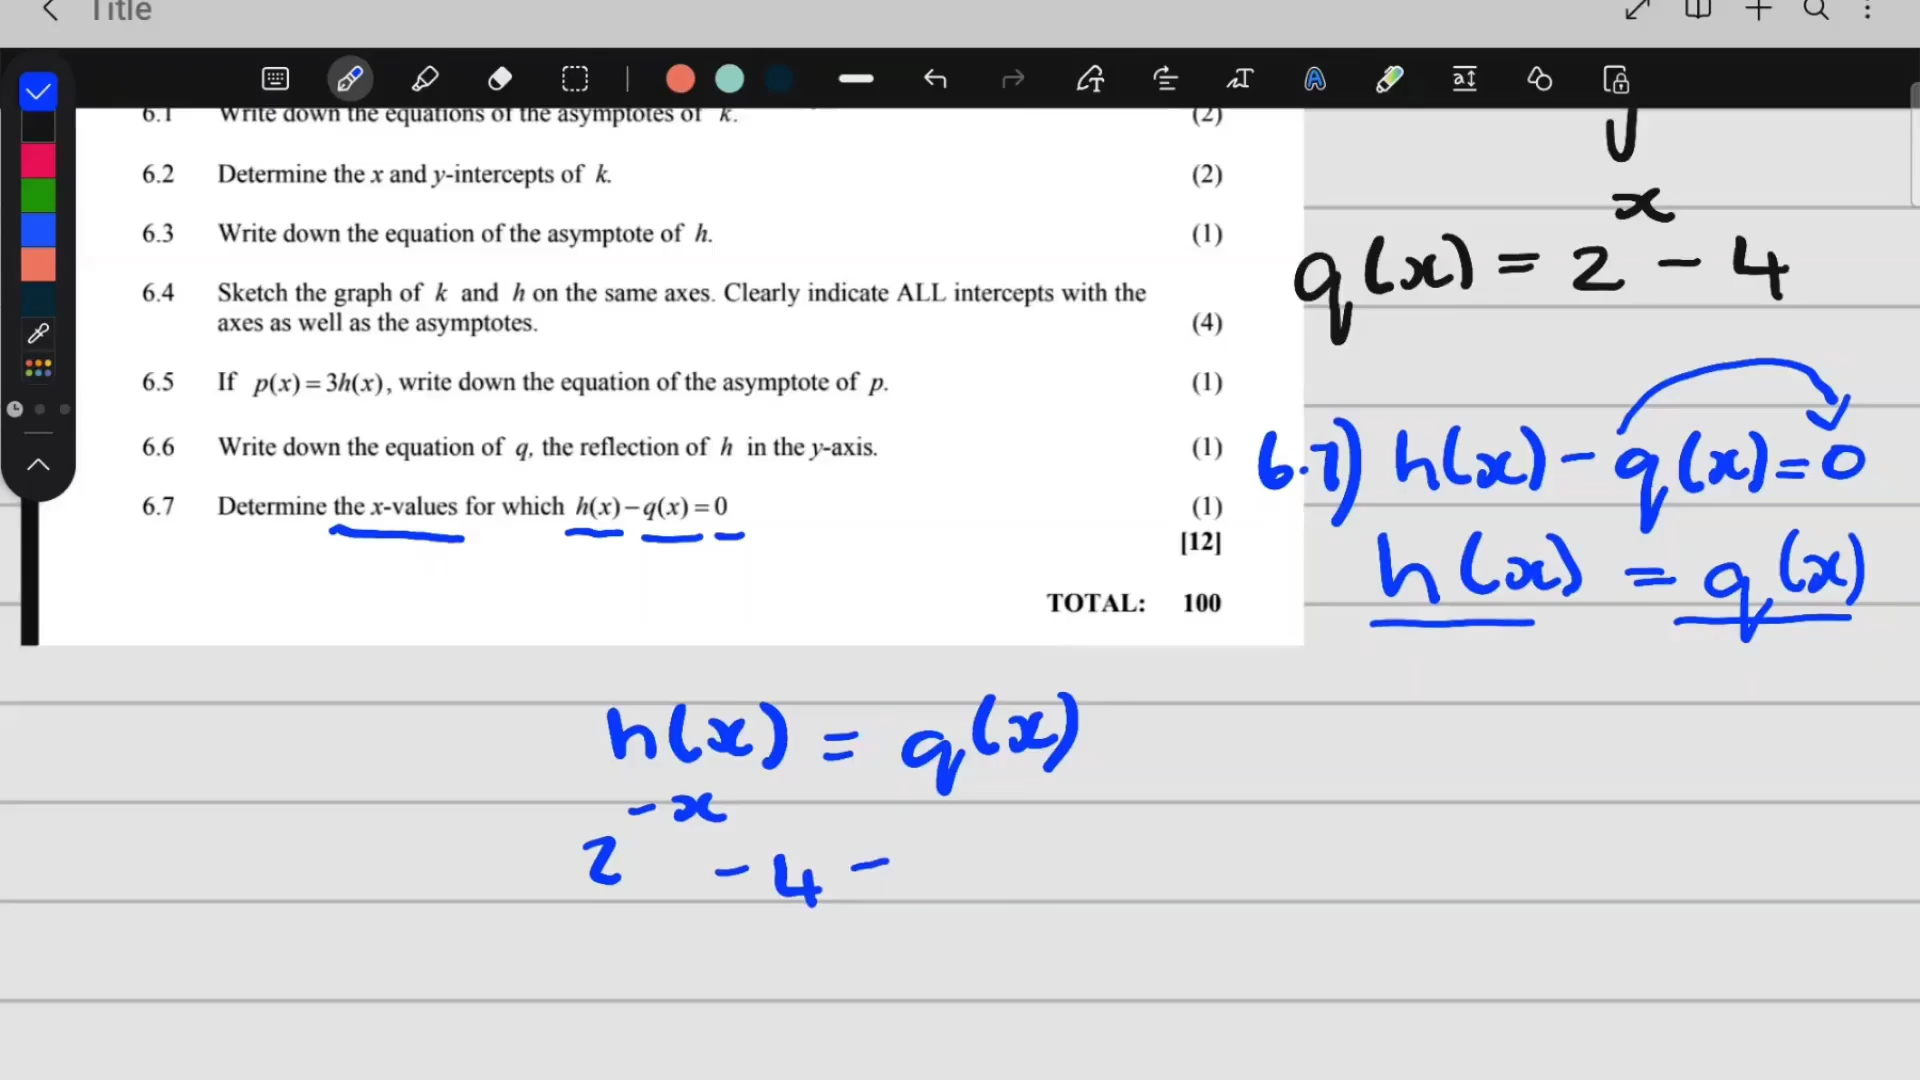 Title
6.1 Write down the equations of the asymptotes of k. (2)
6.2 Determine the x and y-intercepts of k. (2)
6.3 Write down the equation of the asymptote of h. (1)
6.4 Sketch the graph of k and h on the same axes. Clearly indicate ALL intercepts with the
axes as well as the asymptotes. (4)
6.5 If p(x)=3h(x), write down the equation of the asymptote of p. (1)
6.6 Write down the equation of q, the reflection of h in the y-axis. (1)
6.7 Determine the x-values for which h(x)−q(x)=0 (1)
[12]
TOTAL: 100
q(x) = 2^x - 4
6.7) h(x) - q(x) = 0
h(x) = q(x)
h(x) = q(x)
2^-x - 4 -